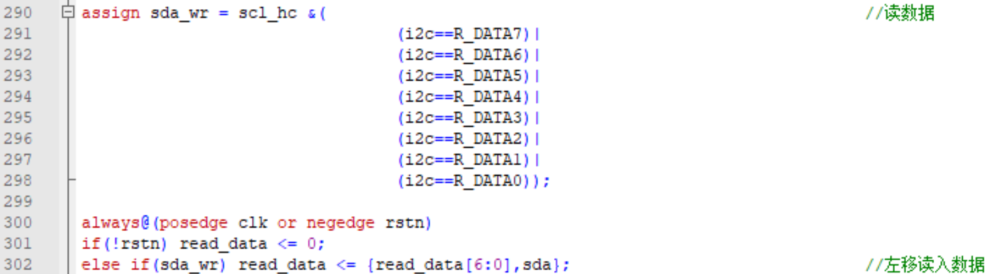 290 assign sda_wr = scl_hc &( //读数据
291 (i2c==R_DATA7)|
292 (i2c==R_DATA6)|
293 (i2c==R_DATA5)|
294 (i2c==R_DATA4)|
295 (i2c==R_DATA3)|
296 (i2c==R_DATA2)|
297 (i2c==R_DATA1)|
298 (i2c==R_DATA0));
299
300 always@(posedge clk or negedge rstn)
301 if(!rstn) read_data <= 0;
302 else if(sda_wr) read_data <= {read_data[6:0],sda}; //左移读入数据